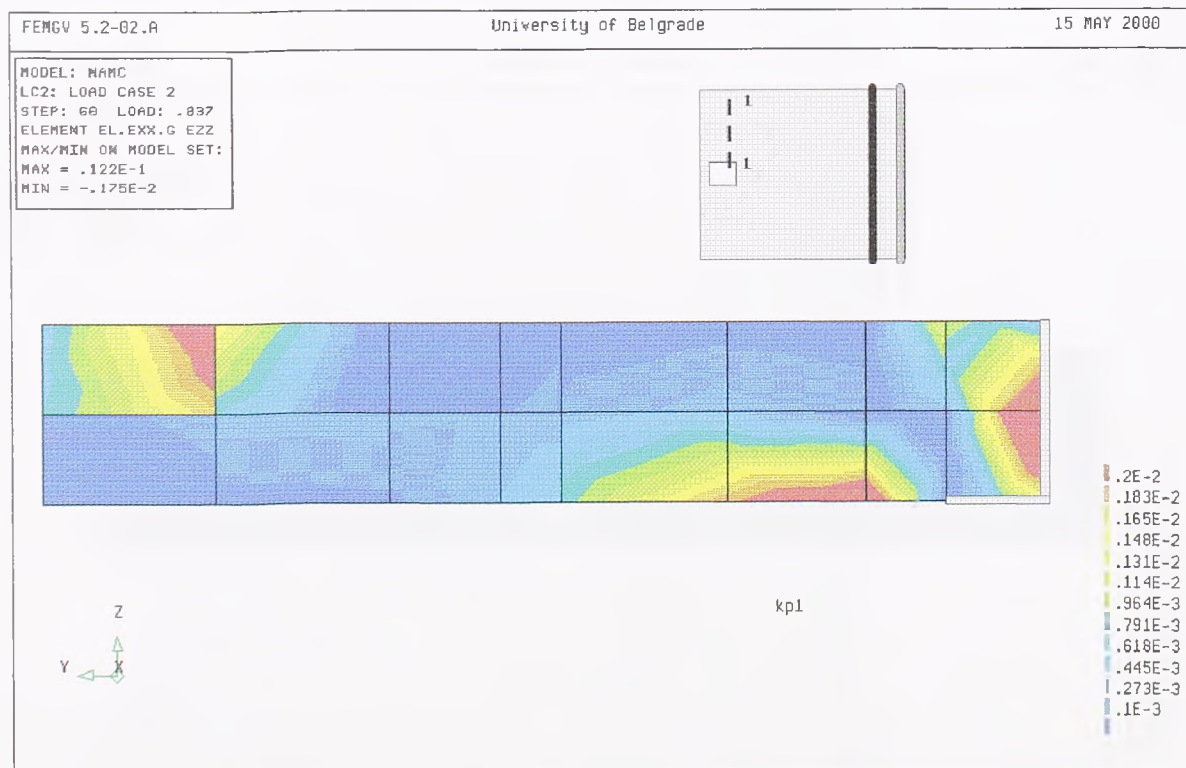 FEMGV 5.2-02.A
University of Belgrade
15 MAY 2000
MODEL: NAMC
LC2: LOAD CASE 2
STEP: 60 LOAD: .837
ELEMENT EL.EXX.G EZZ
MAX/MIN ON MODEL SET:
MAX = .122E-1
MIN = -.175E-2
1
1
.2E-2
.183E-2
.165E-2
.148E-2
.131E-2
.114E-2
.964E-3
.791E-3
.618E-3
.445E-3
.273E-3
.1E-3
kp1
Z
Y
X